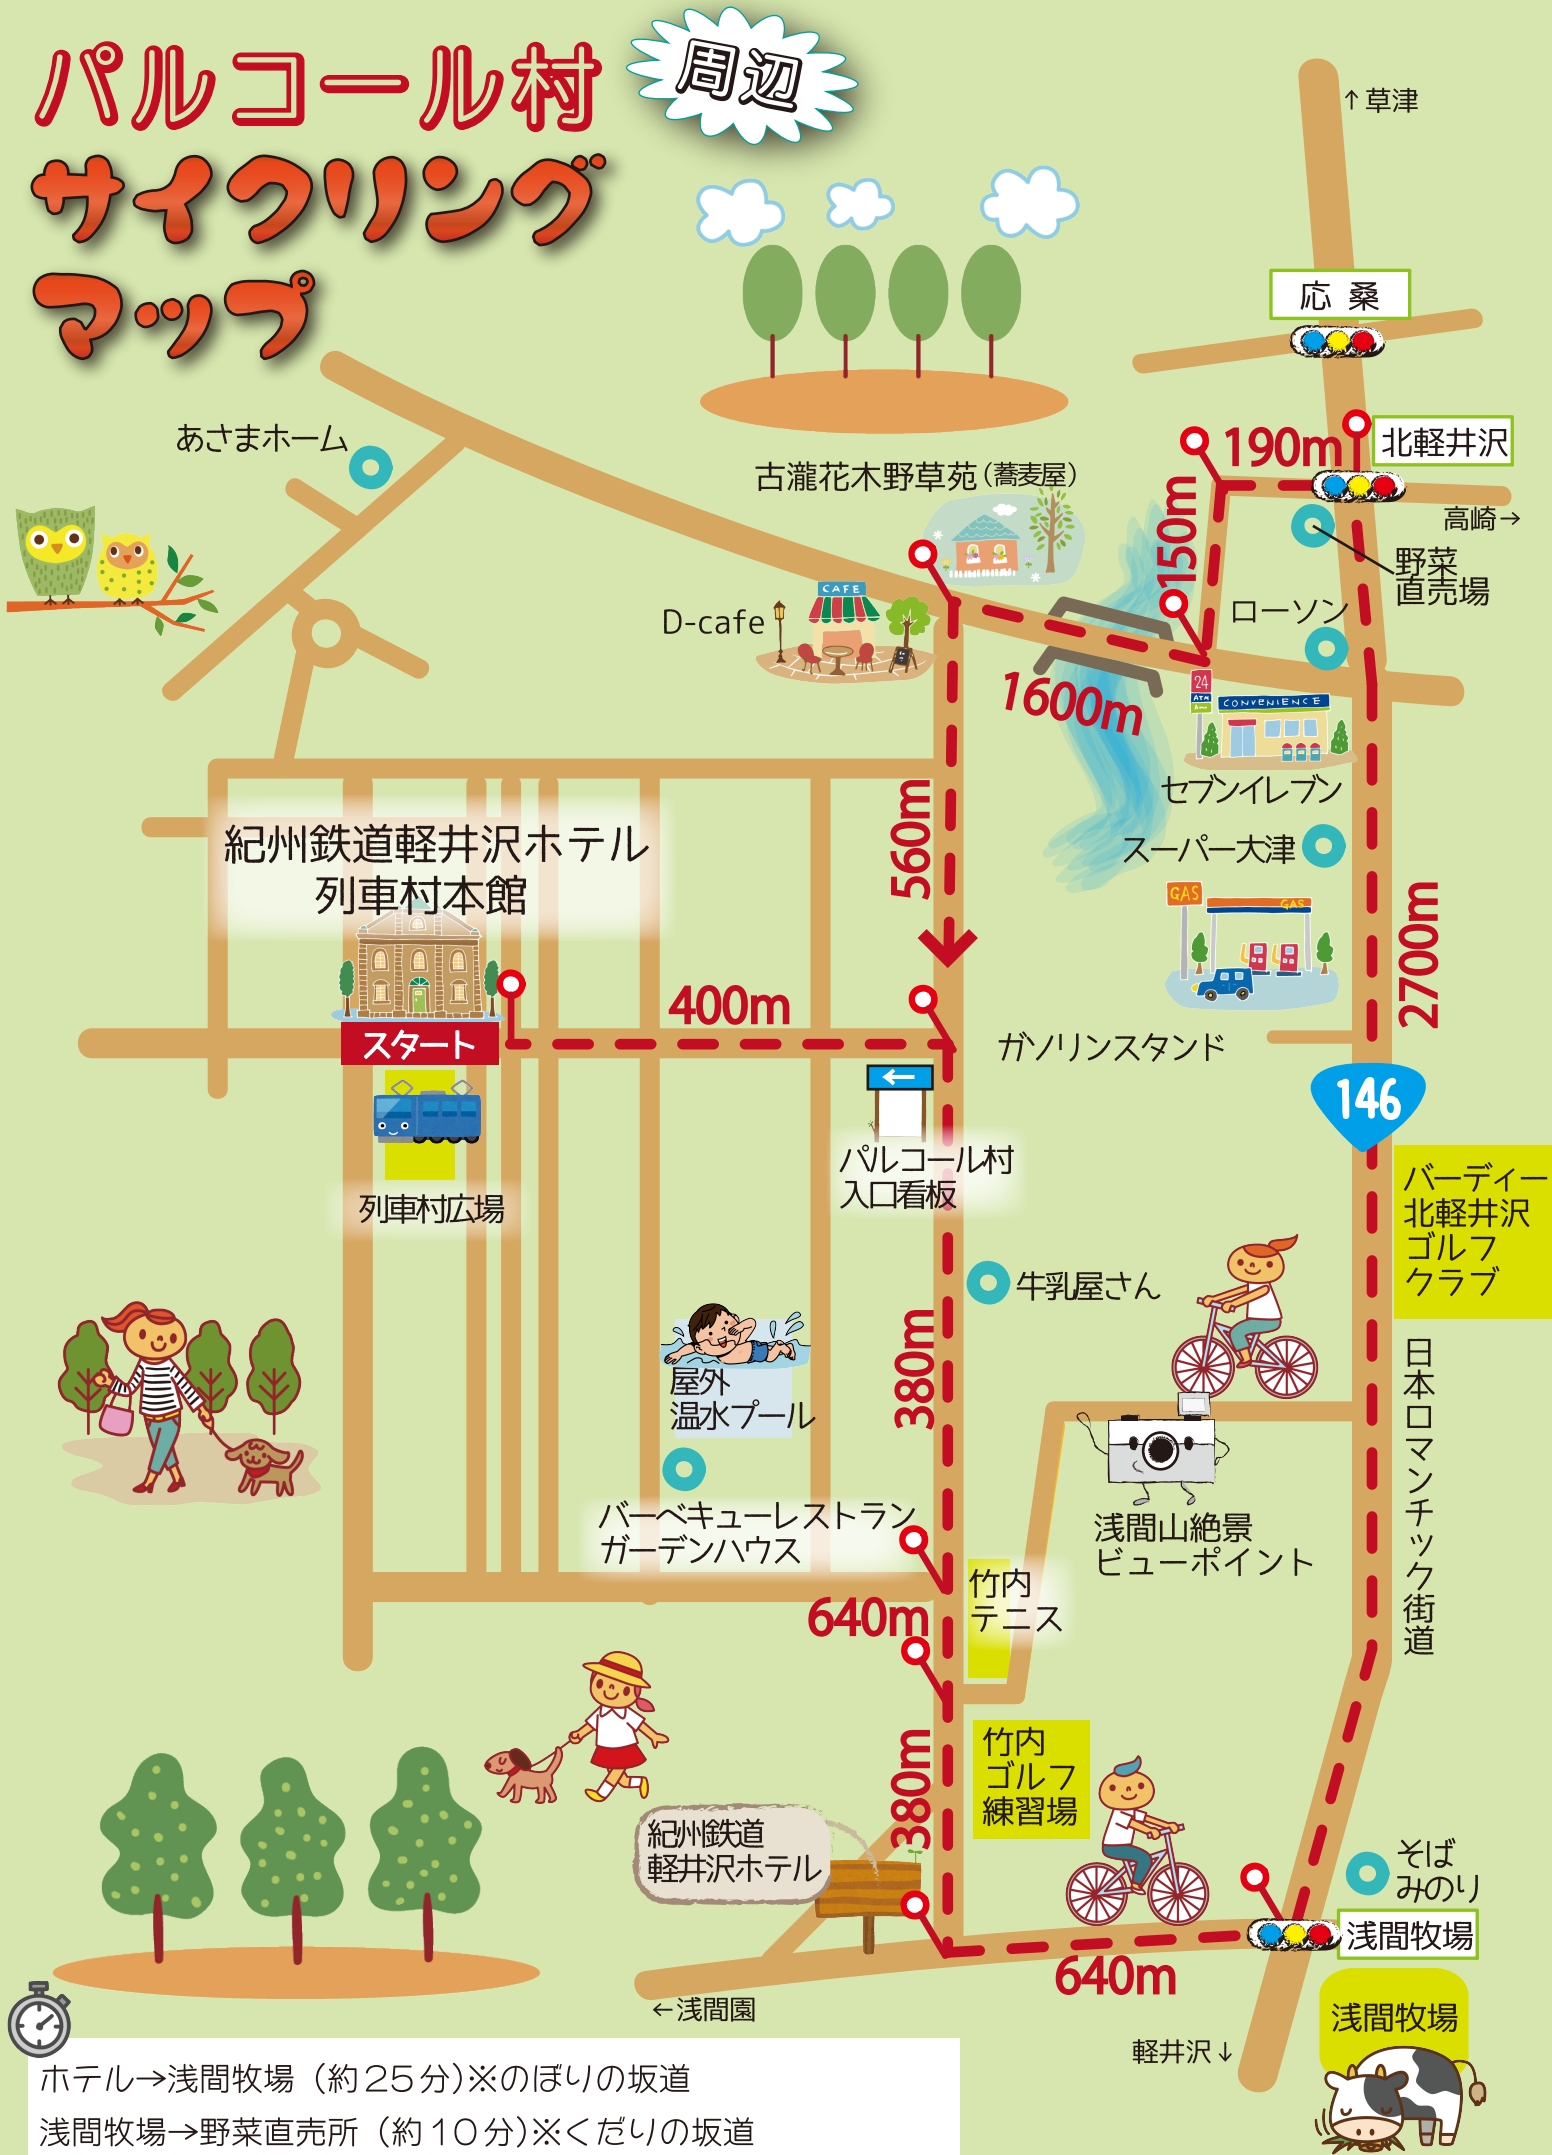 パルコール村
周辺
サイクリング
マップ
↑草津
応桑
190m
北軽井沢
あさまホーム
古瀧花木野草苑(蕎麦屋)
150m
高崎→
野菜
直売場
ローソン
CAFE
D-cafe
1600m
24
ATM
CONVENIENCE
セブンイレブン
560m
スーパー大津
紀州鉄道軽井沢ホテル
列車村本館
GAS
GAS
2700m
400m
スタート
ガソリンスタンド
146
←
パルコール村
入口看板
バーディー
北軽井沢
ゴルフ
クラブ
列車村広場
牛乳屋さん
380m
屋外
温水プール
日本ロマンチック街道
バーベキューレストラン
ガーデンハウス
浅間山絶景
ビューポイント
竹内
テニス
640m
竹内
ゴルフ
練習場
380m
紀州鉄道
軽井沢ホテル
そば
みのり
浅間牧場
640m
←浅間園
軽井沢↓
浅間牧場
ホテル→浅間牧場（約25分)※のぼりの坂道
浅間牧場→野菜直売所（約10分)※くだりの坂道